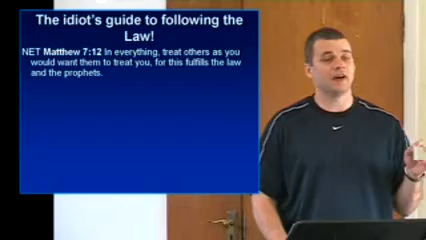 The idiot's guide to following the
Law!
NET Matthew 7:12 In everything, treat others as you
would want them to treat you, for this fulfills the law
and the prophets.